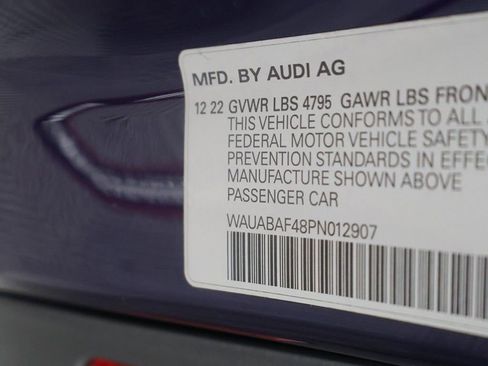 MFD. BY AUDI AG
12 22 GVWR LBS 4795 GAWR LBS FRON
THIS VEHICLE CONFORMS TO ALL A
FEDERAL MOTOR VEHICLE SAFETY
PREVENTION STANDARDS IN EFFEC
MANUFACTURE SHOWN ABOVE
PASSENGER CAR
WAUABAF48PN012907